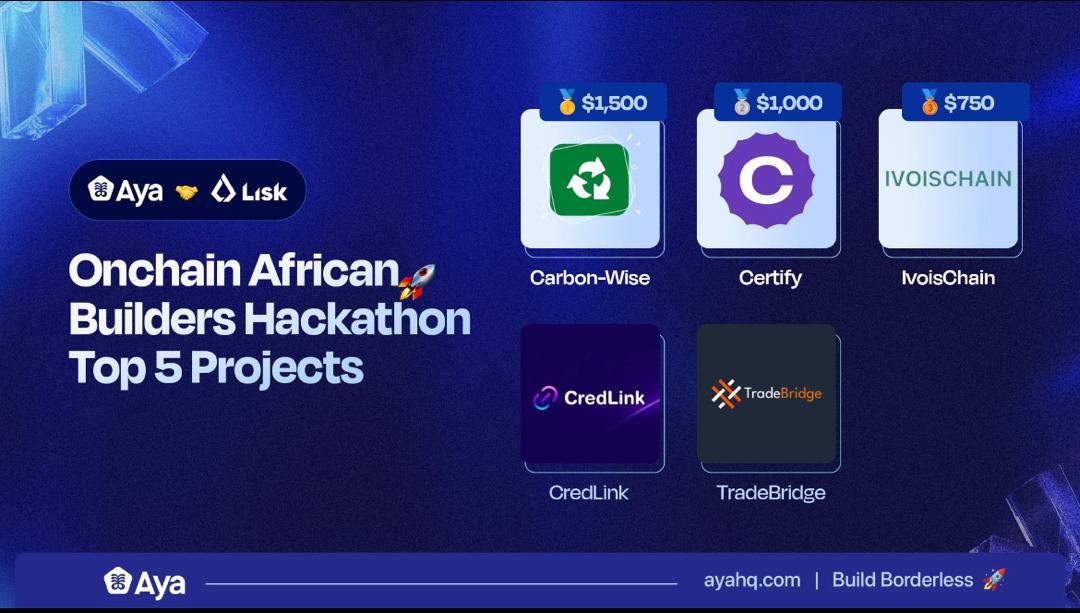 Aya 🤝 Lısk
Onchain African🚀
Builders Hackathon
Top 5 Projects
🥇 $1,500
🥈 $1,000
🥉 $750
C
IVOISCHAIN
Carbon-Wise
Certify
IvoisChain
CredLink
TradeBridge
CredLink
TradeBridge
Aya
ayahq.com | Build Borderless 🚀